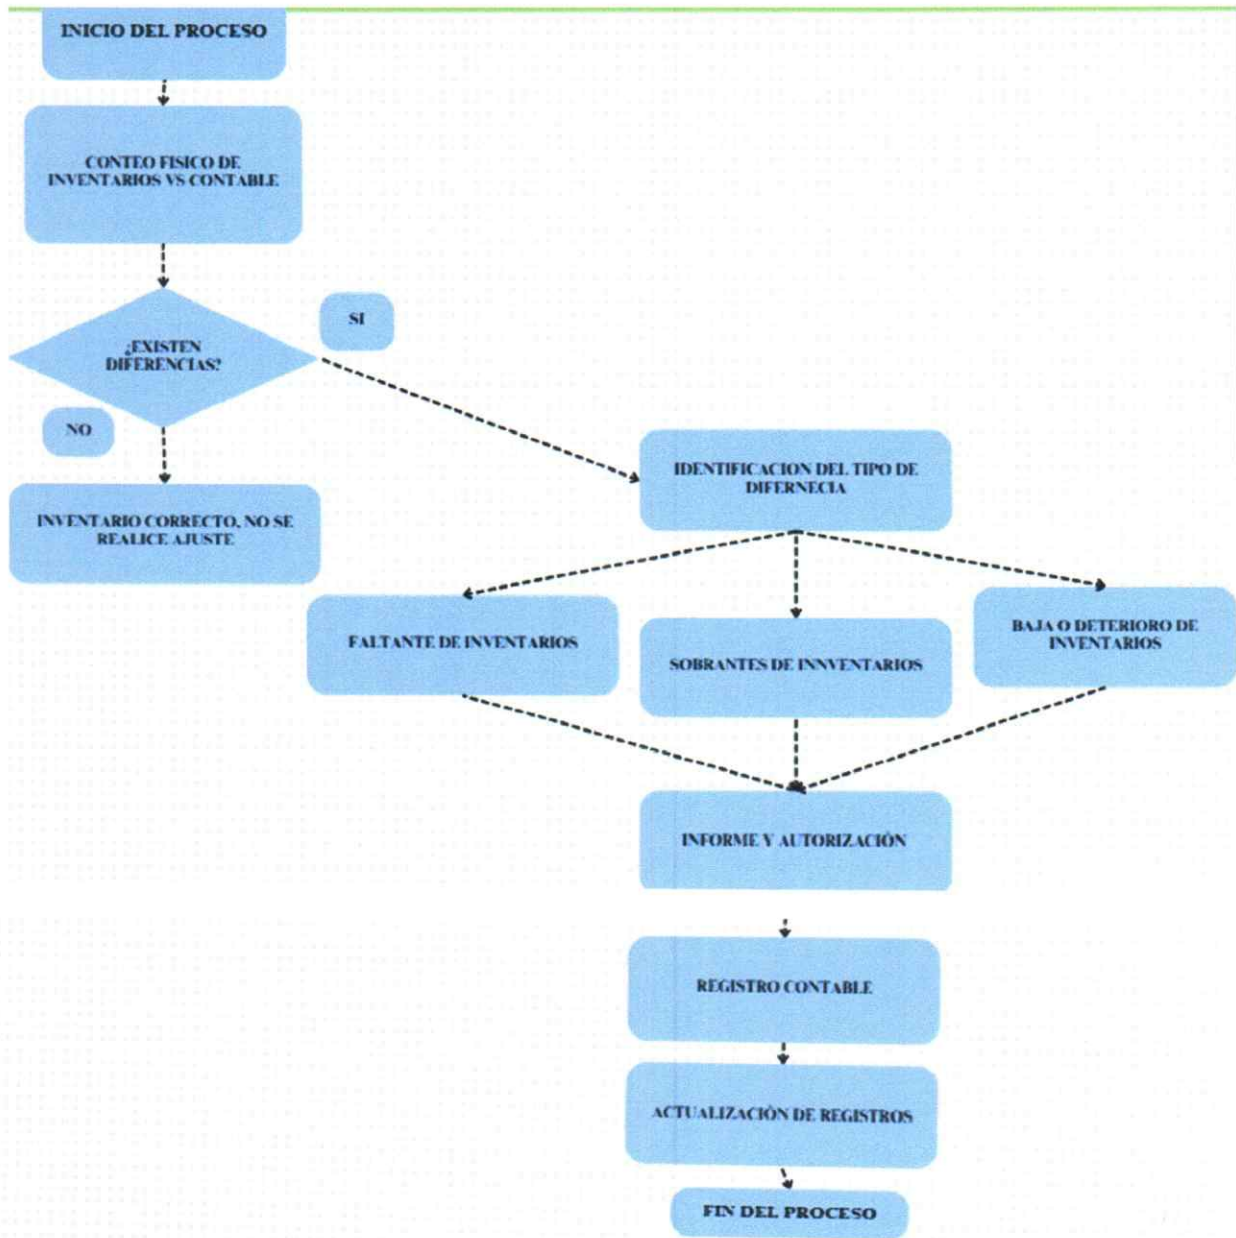 INICIO DEL PROCESO
CONTEO FISICO DE
INVENTARIOS VS CONTABLE
SI
¿EXISTEN
DIFERENCIAS?
NO
INVENTARIO CORRECTO, NO SE
REALICE AJUSTE
IDENTIFICACION DEL TIPO DE
DIFERNECIA
FALTANTE DE INVENTARIOS
SOBRANTES DE INNVENTARIOS
BAJA O DETERIORO DE
INVENTARIOS
INFORME Y AUTORIZACIÓN
REGISTRO CONTABLE
ACTUALIZACIÓN DE REGISTROS
FIN DEL PROCESO